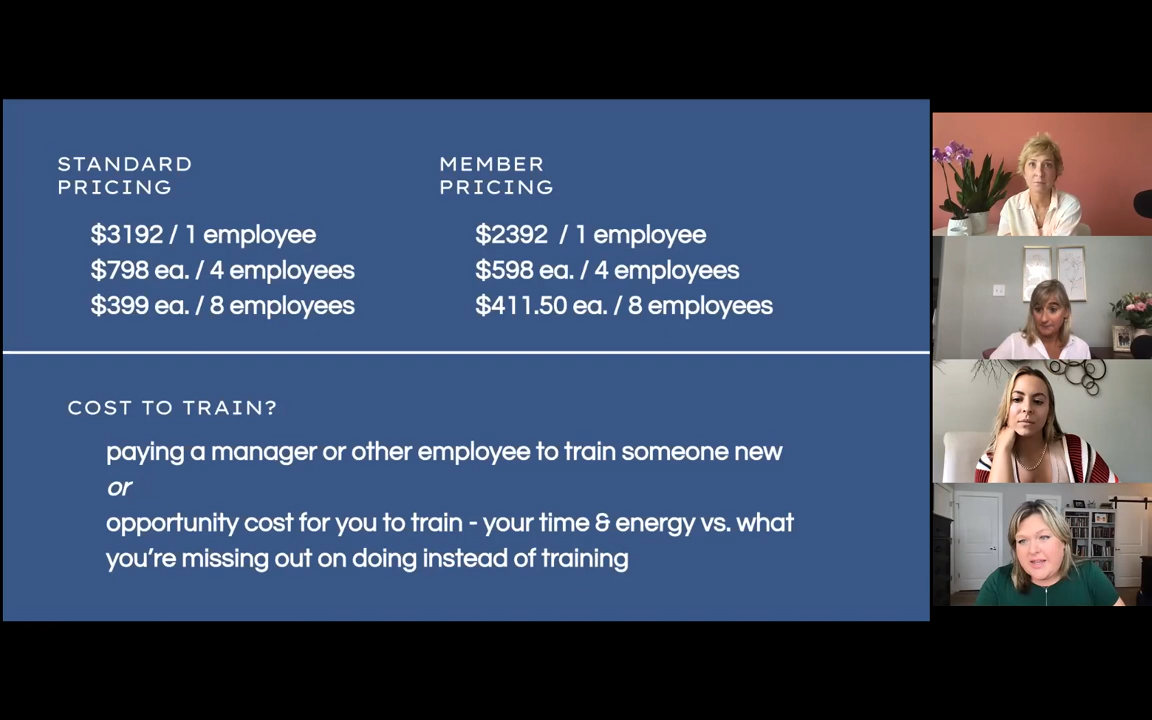 STANDARD
PRICING
$3192 / 1 employee
$798 ea. / 4 employees
$399 ea. / 8 employees
MEMBER
PRICING
$2392 / 1 employee
$598 ea. / 4 employees
$411.50 ea. / 8 employees
COST TO TRAIN?
paying a manager or other employee to train someone new
or
opportunity cost for you to train - your time & energy vs. what
you're missing out on doing instead of training